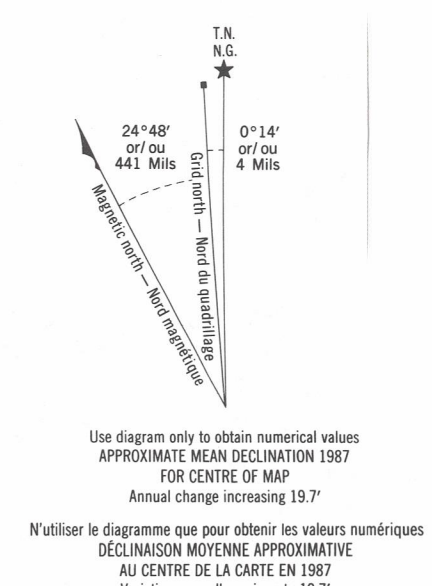 T.N.
N.G.
24°48'
or/ou
441 Mils
0°14'
or/ou
4 Mils
Grid north — Nord du quadrillage
Magnetic north — Nord magnétique
Use diagram only to obtain numerical values
APPROXIMATE MEAN DECLINATION 1987
FOR CENTRE OF MAP
Annual change increasing 19.7'
N'utiliser le diagramme que pour obtenir les valeurs numériques
DÉCLINAISON MOYENNE APPROXIMATIVE
AU CENTRE DE LA CARTE EN 1987